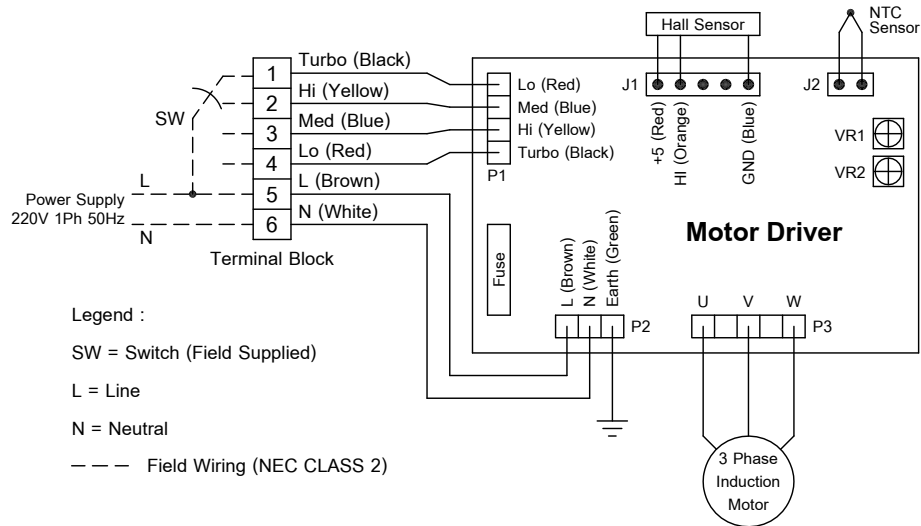 Hall Sensor
NTC
Sensor
1
2
3
4
5
6
Turbo (Black)
Hi (Yellow)
Med (Blue)
Lo (Red)
L (Brown)
N (White)
SW
L
N
Power Supply
220V 1Ph 50Hz
Terminal Block
Lo (Red)
Med (Blue)
Hi (Yellow)
Turbo (Black)
P1
J1
+5 (Red)
HI (Orange)
GND (Blue)
J2
VR1
VR2
Motor Driver
Fuse
L (Brown)
N (White)
Earth (Green)
P2
U
V
W
P3
3 Phase
Induction
Motor
Legend :
SW = Switch (Field Supplied)
L = Line
N = Neutral
Field Wiring (NEC CLASS 2)